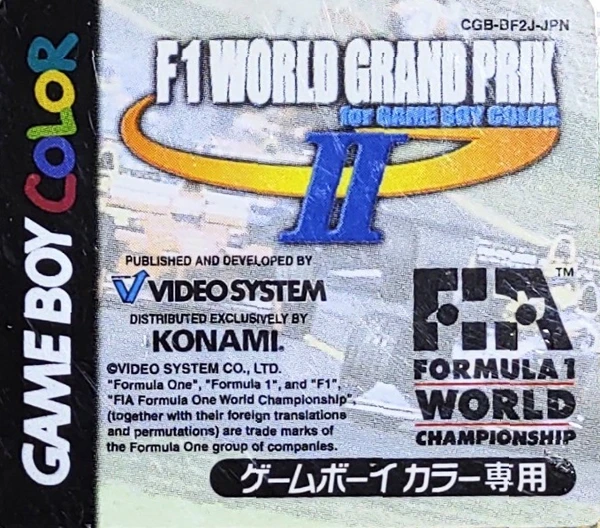 GAME BOY COLOR
CGB-BF2J-JPN
F1 WORLD GRAND PRIX
for GAME BOY COLOR
II
PUBLISHED AND DEVELOPED BY
VIDEO SYSTEM
DISTRIBUTED EXCLUSIVELY BY
KONAMI.
©VIDEO SYSTEM CO., LTD.
"Formula One", "Formula 1", and "F1",
"FIA Formula One World Championship",
(together with their foreign translations
and permutations) are trade marks of
the Formula One group of companies.
FIA™
FORMULA 1
WORLD
CHAMPIONSHIP
ゲームボーイカラー専用